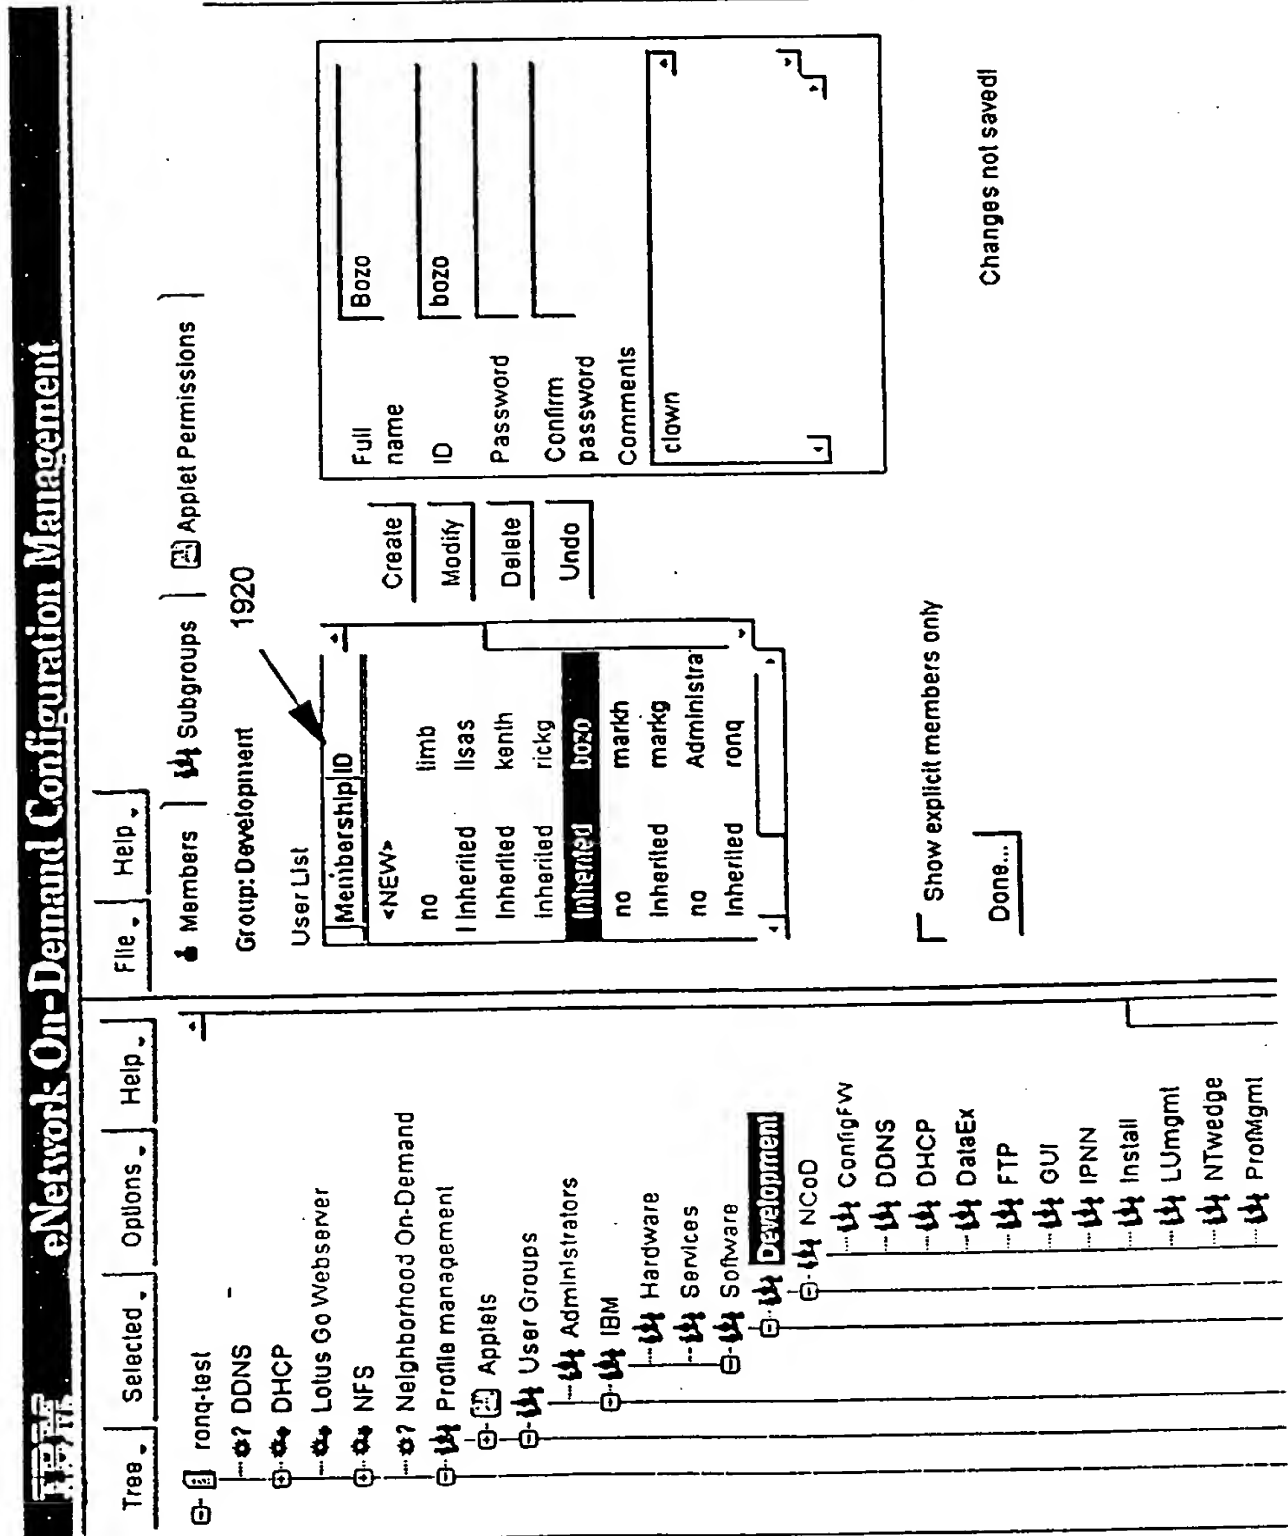 IBM eNetwork On-Demand Configuration Management
Tree Selected Options Help
ronq-test
? DDNS
DHCP
Lotus Go Webserver
NFS
? Neighborhood On-Demand
Profile management
Applets
User Groups
Administrators
IBM
Hardware
Services
Software
Development
NCoD
ConfigFW
DDNS
DHCP
DataEx
FTP
GUI
IPNN
Install
LUmgmt
NTwedge
ProfMgmt
File Help
Members Subgroups Applet Permissions
Group: Development
1920
User List
Membership ID
<NEW>
no timb
Inherited lisas
Inherited kenth
Inherited rickg
Inherited bozo
no markh
Inherited markg
no Administra
Inherited ronq
Create
Modify
Delete
Undo
Full name Bozo
ID bozo
Password
Confirm password
Comments
clown
Show explicit members only
Done...
Changes not saved!